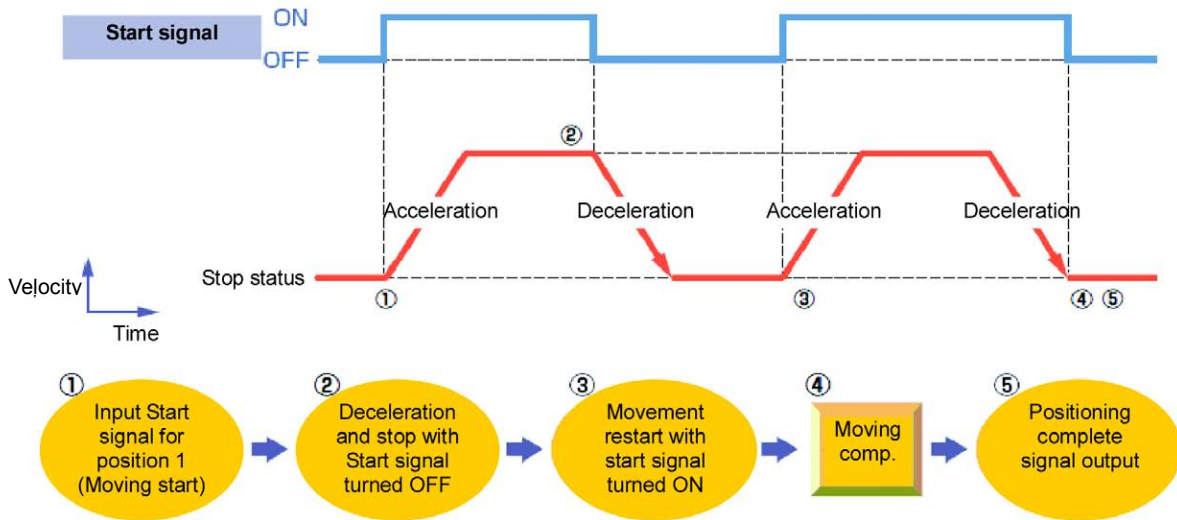 Start signal
ON
OFF
②
Acceleration
Deceleration
Acceleration
Deceleration
Stop status
①
③
④ ⑤
Velocity
Time
①
Input Start
signal for
position 1
(Moving start)
②
Deceleration
and stop with
Start signal
turned OFF
③
Movement
restart with
start signal
turned ON
④
Moving
comp.
⑤
Positioning
complete
signal output